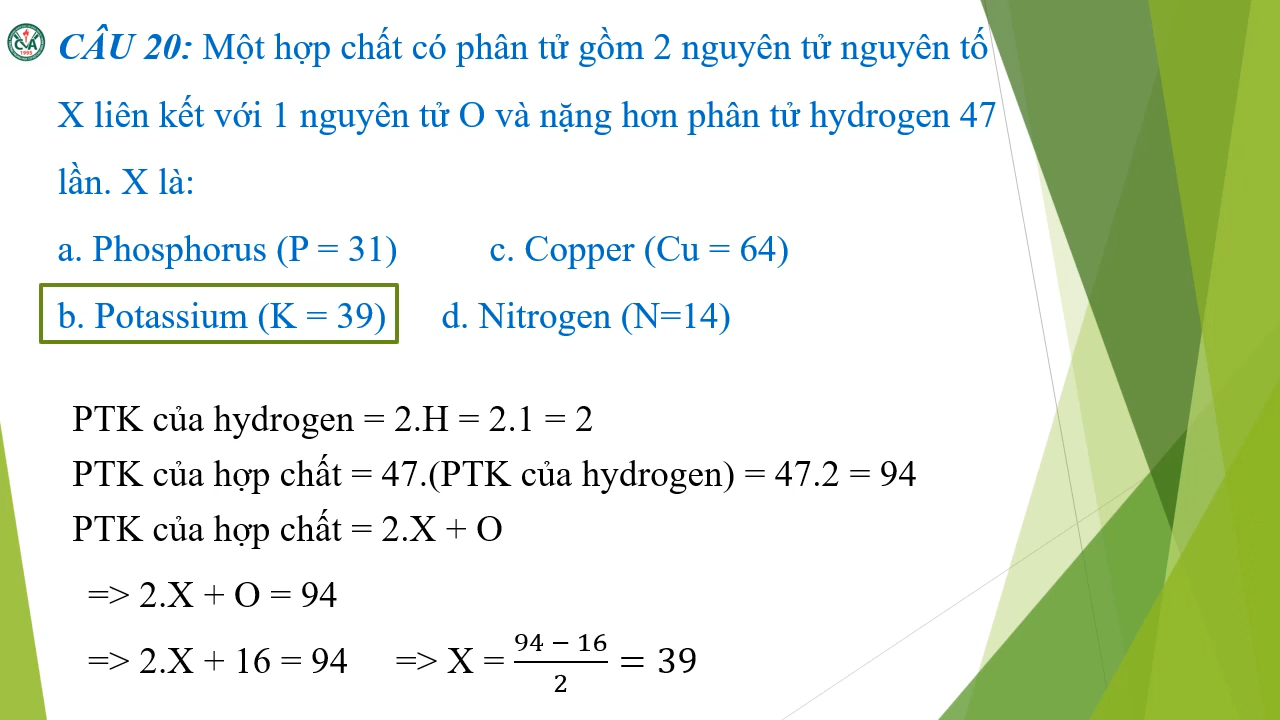 CÂU 20: Một hợp chất có phân tử gồm 2 nguyên tử nguyên tố
X liên kết với 1 nguyên tử O và nặng hơn phân tử hydrogen 47
lần. X là:
a. Phosphorus (P = 31) c. Copper (Cu = 64)
b. Potassium (K = 39) d. Nitrogen (N=14)
PTK của hydrogen = 2.H = 2.1 = 2
PTK của hợp chất = 47.(PTK của hydrogen) = 47.2 = 94
PTK của hợp chất = 2.X + O
=> 2.X + O = 94
=> 2.X + 16 = 94 => X = \frac{94 − 16}{2} = 39
CVA
1995